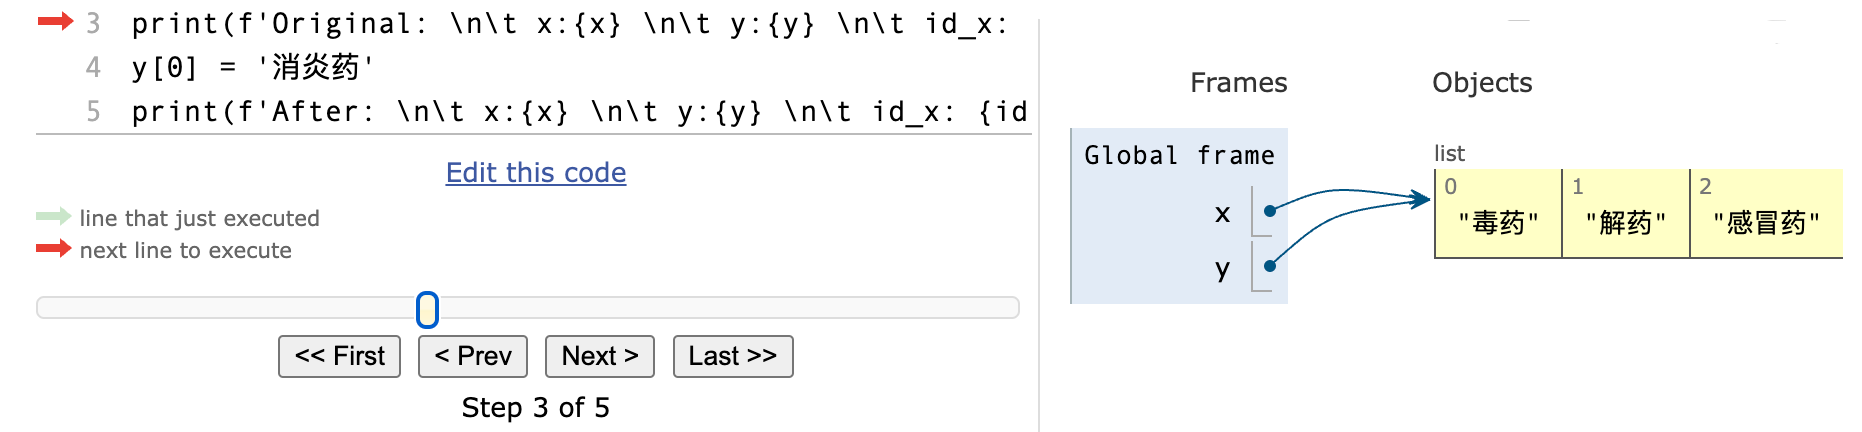 3 print(f'Original: \n\t x:{x} \n\t y:{y} \n\t id_x:
4 y[0] = '消炎药'
5 print(f'After: \n\t x:{x} \n\t y:{y} \n\t id_x: {id
Edit this code
line that just executed
next line to execute
<< First < Prev Next > Last >>
Step 3 of 5
Frames Objects
Global frame
list
0 1 2
x "毒药" "解药" "感冒药"
y